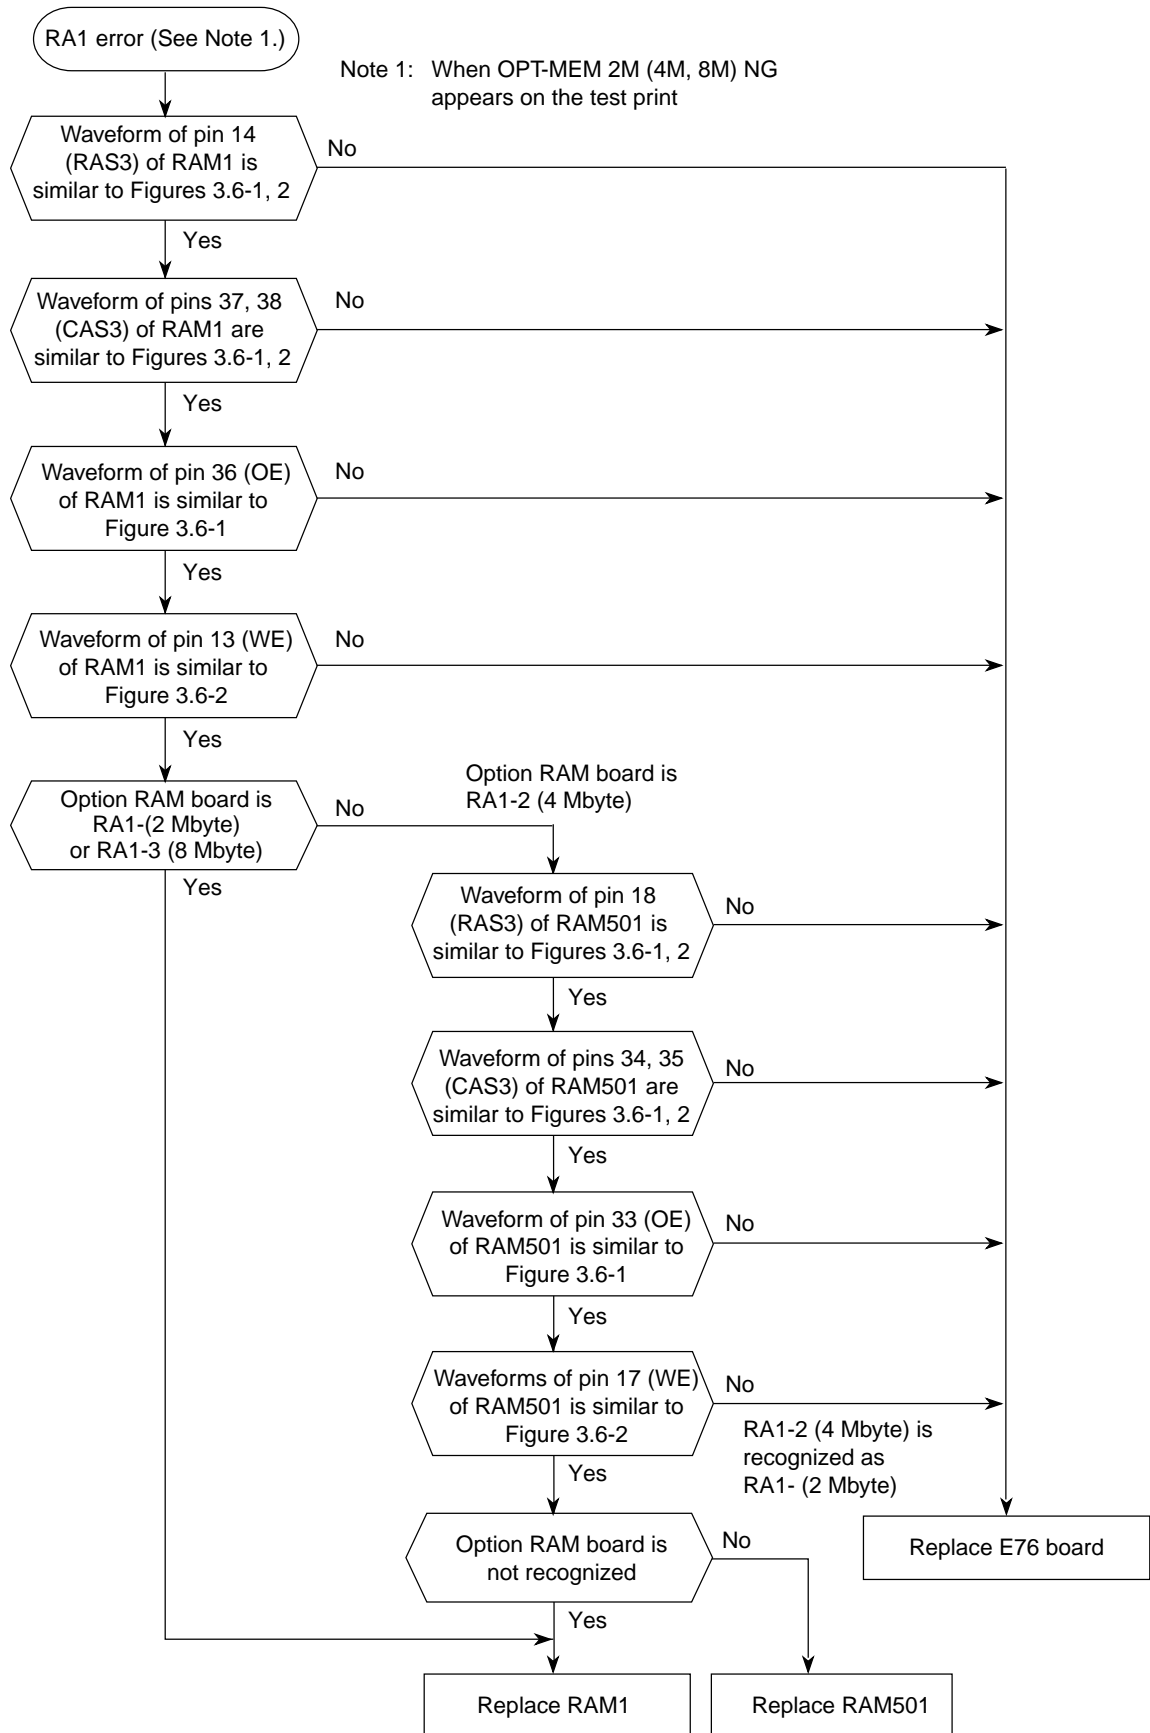 RA1 error (See Note 1.)
Note 1: When OPT-MEM 2M (4M, 8M) NG
appears on the test print
Waveform of pin 14
(RAS3) of RAM1 is
similar to Figures 3.6-1, 2
No
Yes
Waveform of pins 37, 38
(CAS3) of RAM1 are
similar to Figures 3.6-1, 2
No
Yes
Waveform of pin 36 (OE)
of RAM1 is similar to
Figure 3.6-1
No
Yes
Waveform of pin 13 (WE)
of RAM1 is similar to
Figure 3.6-2
No
Yes
Option RAM board is
RA1-(2 Mbyte)
or RA1-3 (8 Mbyte)
No
Option RAM board is
RA1-2 (4 Mbyte)
Yes
Waveform of pin 18
(RAS3) of RAM501 is
similar to Figures 3.6-1, 2
No
Yes
Waveform of pins 34, 35
(CAS3) of RAM501 are
similar to Figures 3.6-1, 2
No
Yes
Waveform of pin 33 (OE)
of RAM501 is similar to
Figure 3.6-1
No
Yes
Waveforms of pin 17 (WE)
of RAM501 is similar to
Figure 3.6-2
No
RA1-2 (4 Mbyte) is
recognized as
RA1- (2 Mbyte)
Yes
Option RAM board is
not recognized
No
Yes
Replace E76 board
Replace RAM1
Replace RAM501